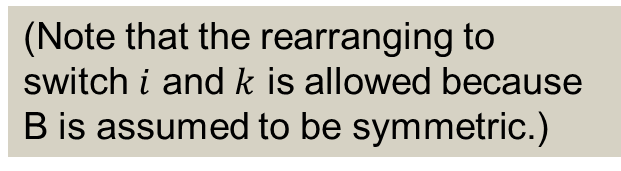 (Note that the rearranging to
switch i and k is allowed because
B is assumed to be symmetric.)